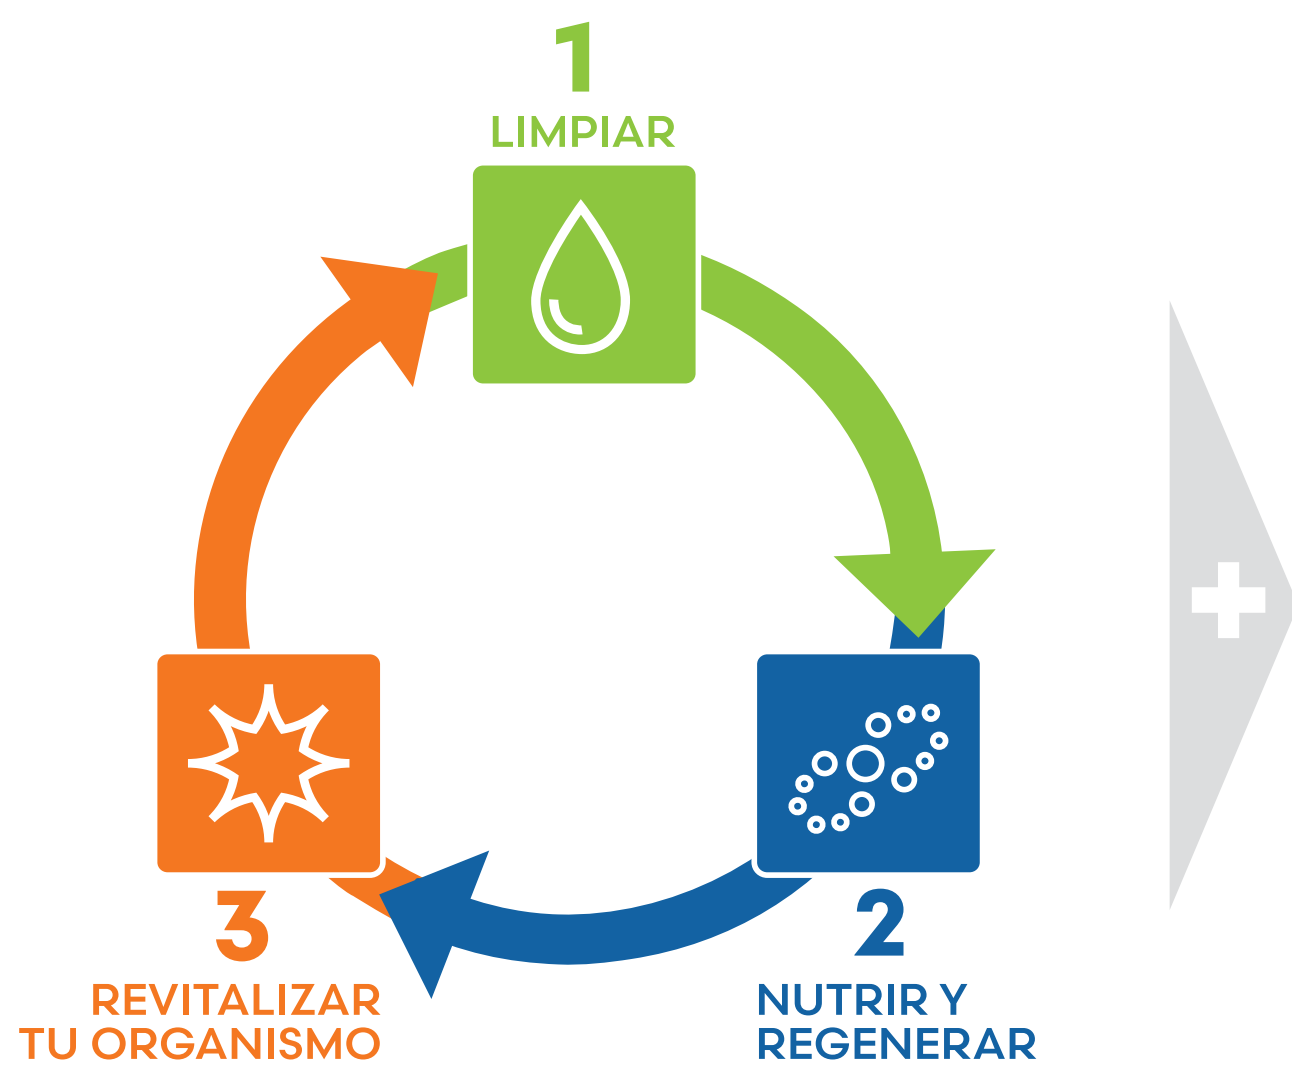 1
LIMPIAR
2
NUTRIR Y
REGENERAR
3
REVITALIZAR
TU ORGANISMO